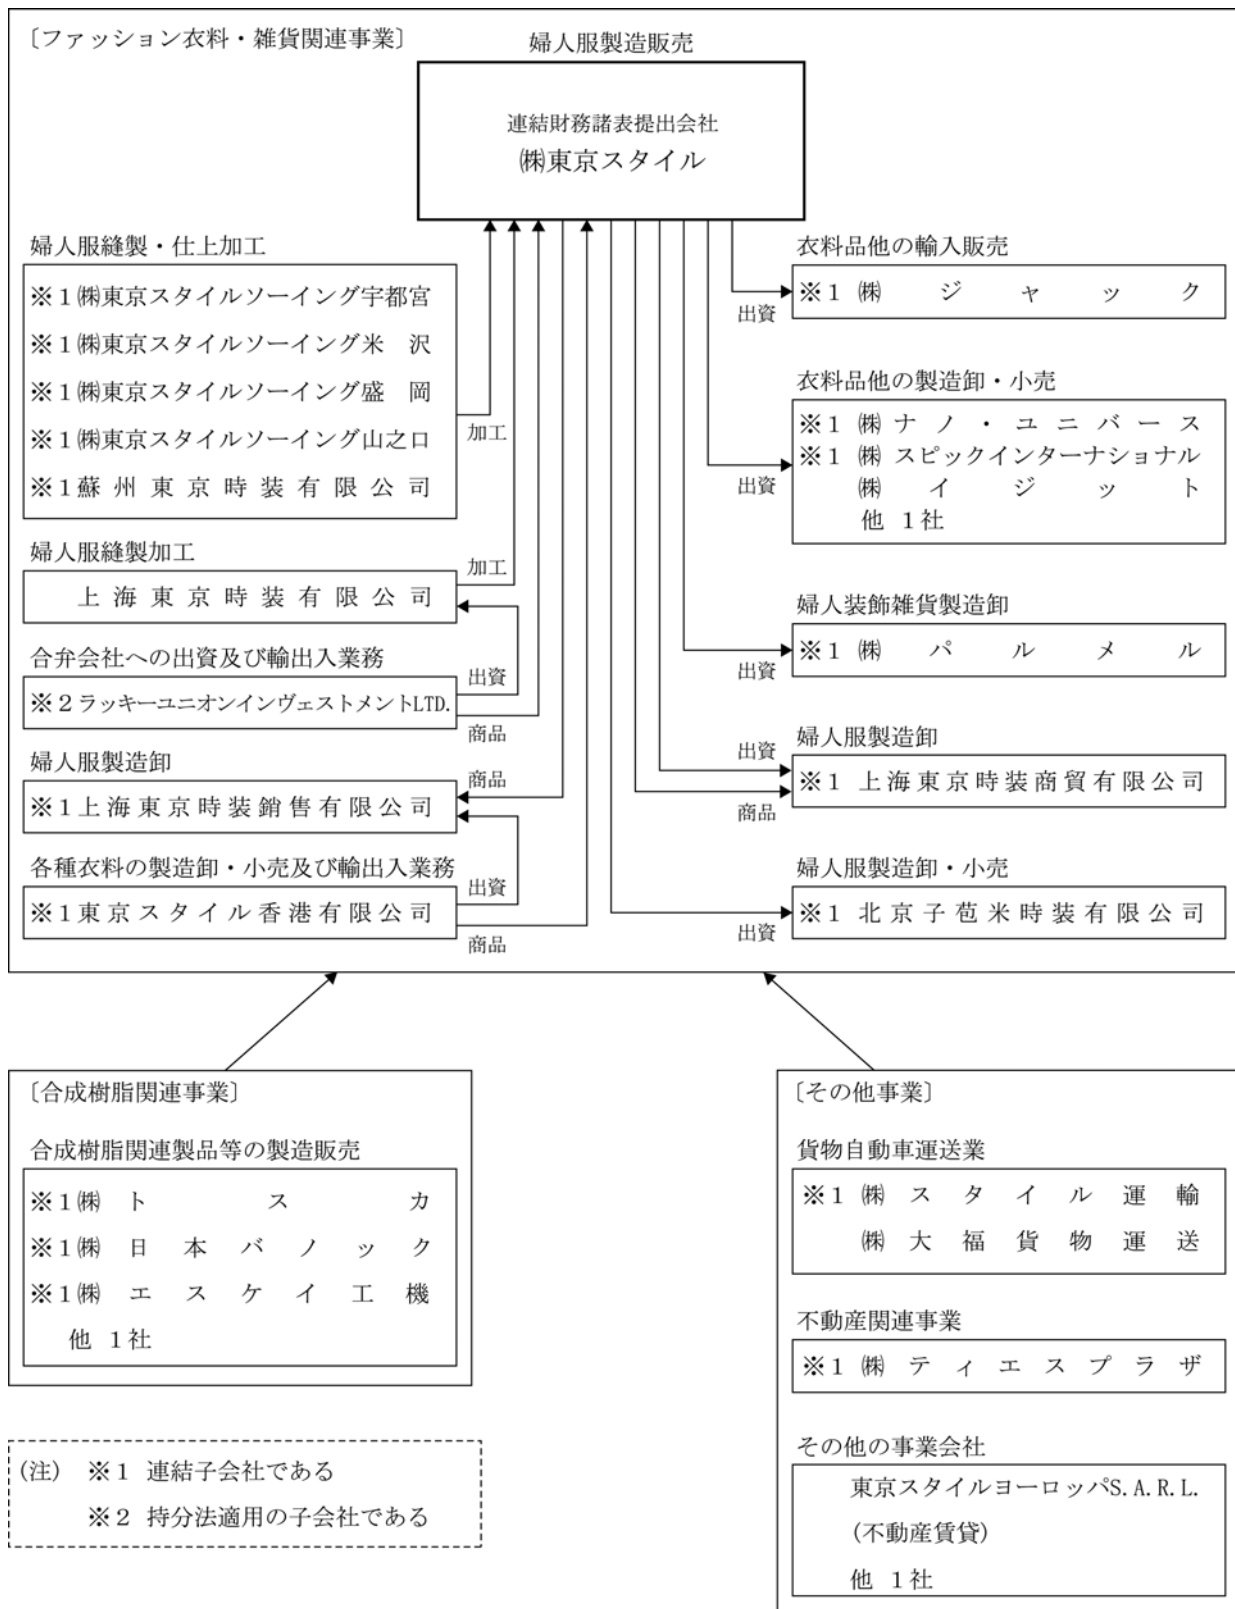 〔ファッション衣料・雑貨関連事業〕
婦人服製造販売
連結財務諸表提出会社
㈱東京スタイル
婦人服縫製・仕上加工
※1㈱東京スタイルソーイング宇都宮
※1㈱東京スタイルソーイング米沢
※1㈱東京スタイルソーイング盛岡
※1㈱東京スタイルソーイング山之口
※1蘇州東京時装有限公司
加工
婦人服縫製加工
上海東京時装有限公司
加工
合弁会社への出資及び輸出入業務
※2ラッキーユニオンインヴェストメントLTD.
出資
商品
婦人服製造卸
※1上海東京時装銷售有限公司
商品
各種衣料の製造卸・小売及び輸出入業務
※1東京スタイル香港有限公司
出資
商品
衣料品他の輸入販売
※1 ㈱ジャック
出資
衣料品他の製造卸・小売
※1 ㈱ナノ・ユニバース
※1 ㈱スピックインターナショナル
㈱イジット
他 1社
出資
婦人装飾雑貨製造卸
※1 ㈱パルメル
出資
婦人服製造卸
※1 上海東京時装商貿有限公司
出資
商品
婦人服製造卸・小売
※1 北京子苞米時装有限公司
出資
〔合成樹脂関連事業〕
合成樹脂関連製品等の製造販売
※1㈱トスカ
※1㈱日本バノック
※1㈱エスケイ工機
他 1社
〔その他事業〕
貨物自動車運送業
※1 ㈱スタイル運輸
㈱大福貨物運送
不動産関連事業
※1 ㈱ティエスプラザ
その他の事業会社
東京スタイルヨーロッパS.A.R.L.
(不動産賃貸)
他 1社
(注) ※1 連結子会社である
※2 持分法適用の子会社である